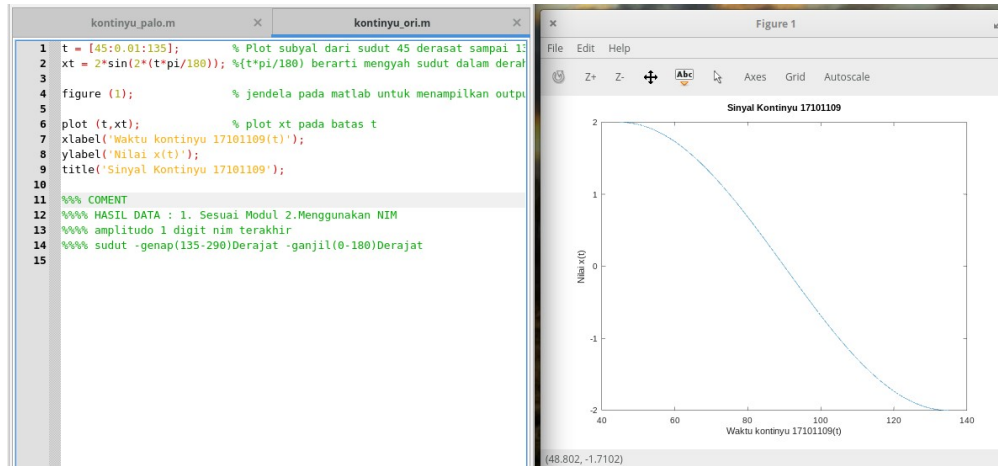 kontinyu_palo.m × kontinyu_ori.m ×
1 t = [45:0.01:135]; % Plot subyal dari sudut 45 derasat sampai 13
2 xt = 2*sin(2*(t*pi/180)); %{t*pi/180) berarti mengyah sudut dalam derah
3
4 figure (1); % jendela pada matlab untuk menampilkan outpu
5
6 plot (t,xt); % plot xt pada batas t
7 xlabel('Waktu kontinyu 17101109(t)');
8 ylabel('Nilai x(t)');
9 title('Sinyal Kontinyu 17101109');
10
11 %%% COMENT
12 %%%% HASIL DATA : 1. Sesuai Modul 2.Menggunakan NIM
13 %%%% amplitudo 1 digit nim terakhir
14 %%%% sudut -genap(135-290)Derajat -ganjil(0-180)Derajat
15
× Figure 1
File Edit Help
Z+ Z- Abc Axes Grid Autoscale
Sinyal Kontinyu 17101109
2
1
0
-1
-2
Nilai x(t)
40 60 80 100 120 140
Waktu kontinyu 17101109(t)
(48.802, -1.7102)